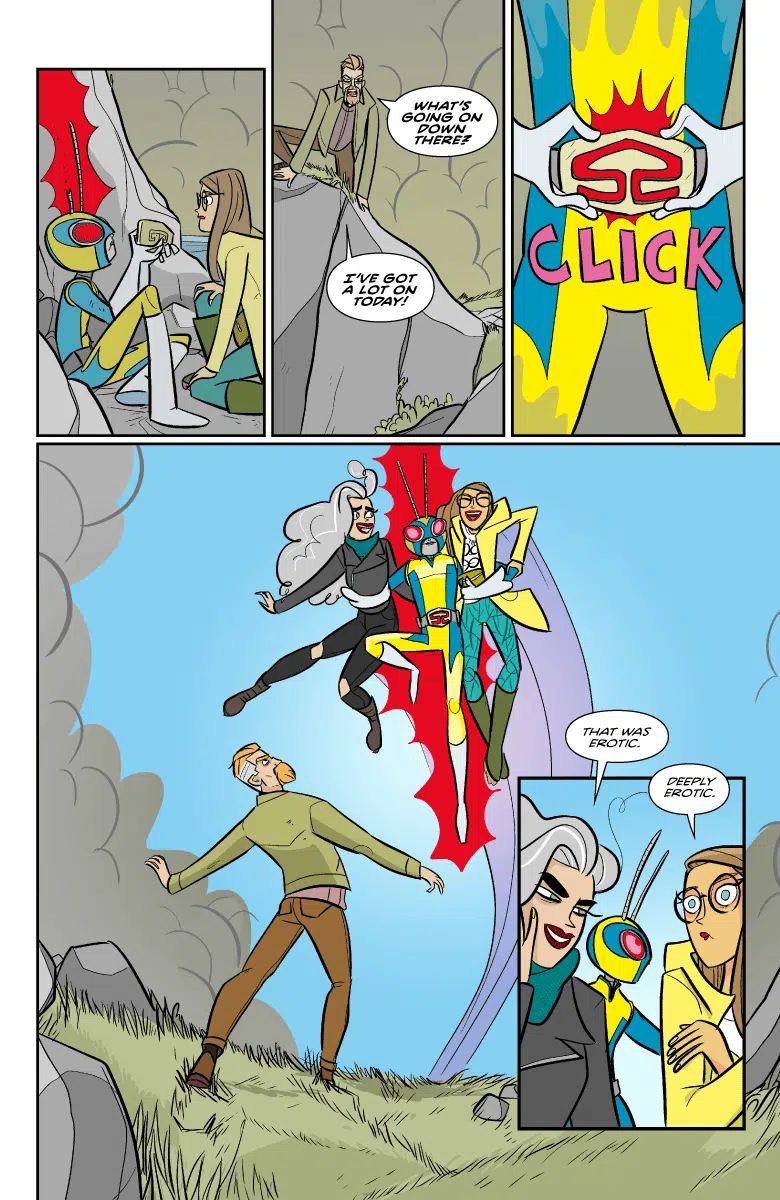 WHAT'S
GOING ON
DOWN
THERE?
I'VE GOT
A LOT ON
TODAY!
CLICK
THAT WAS
EROTIC.
DEEPLY
EROTIC.